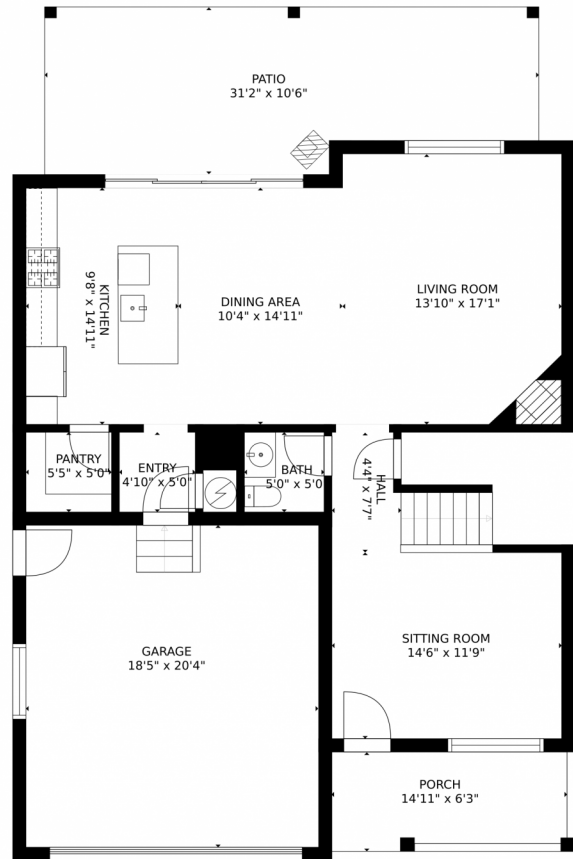 PATIO
31'2" x 10'6"
KITCHEN
9'8" x 14'11"
DINING AREA
10'4" x 14'11"
LIVING ROOM
13'10" x 17'1"
PANTRY
5'5" x 5'0"
ENTRY
4'10" x 5'0"
BATH
5'0" x 5'0"
HALL
4'4" x 7'7"
GARAGE
18'5" x 20'4"
SITTING ROOM
14'6" x 11'9"
PORCH
14'11" x 6'3"